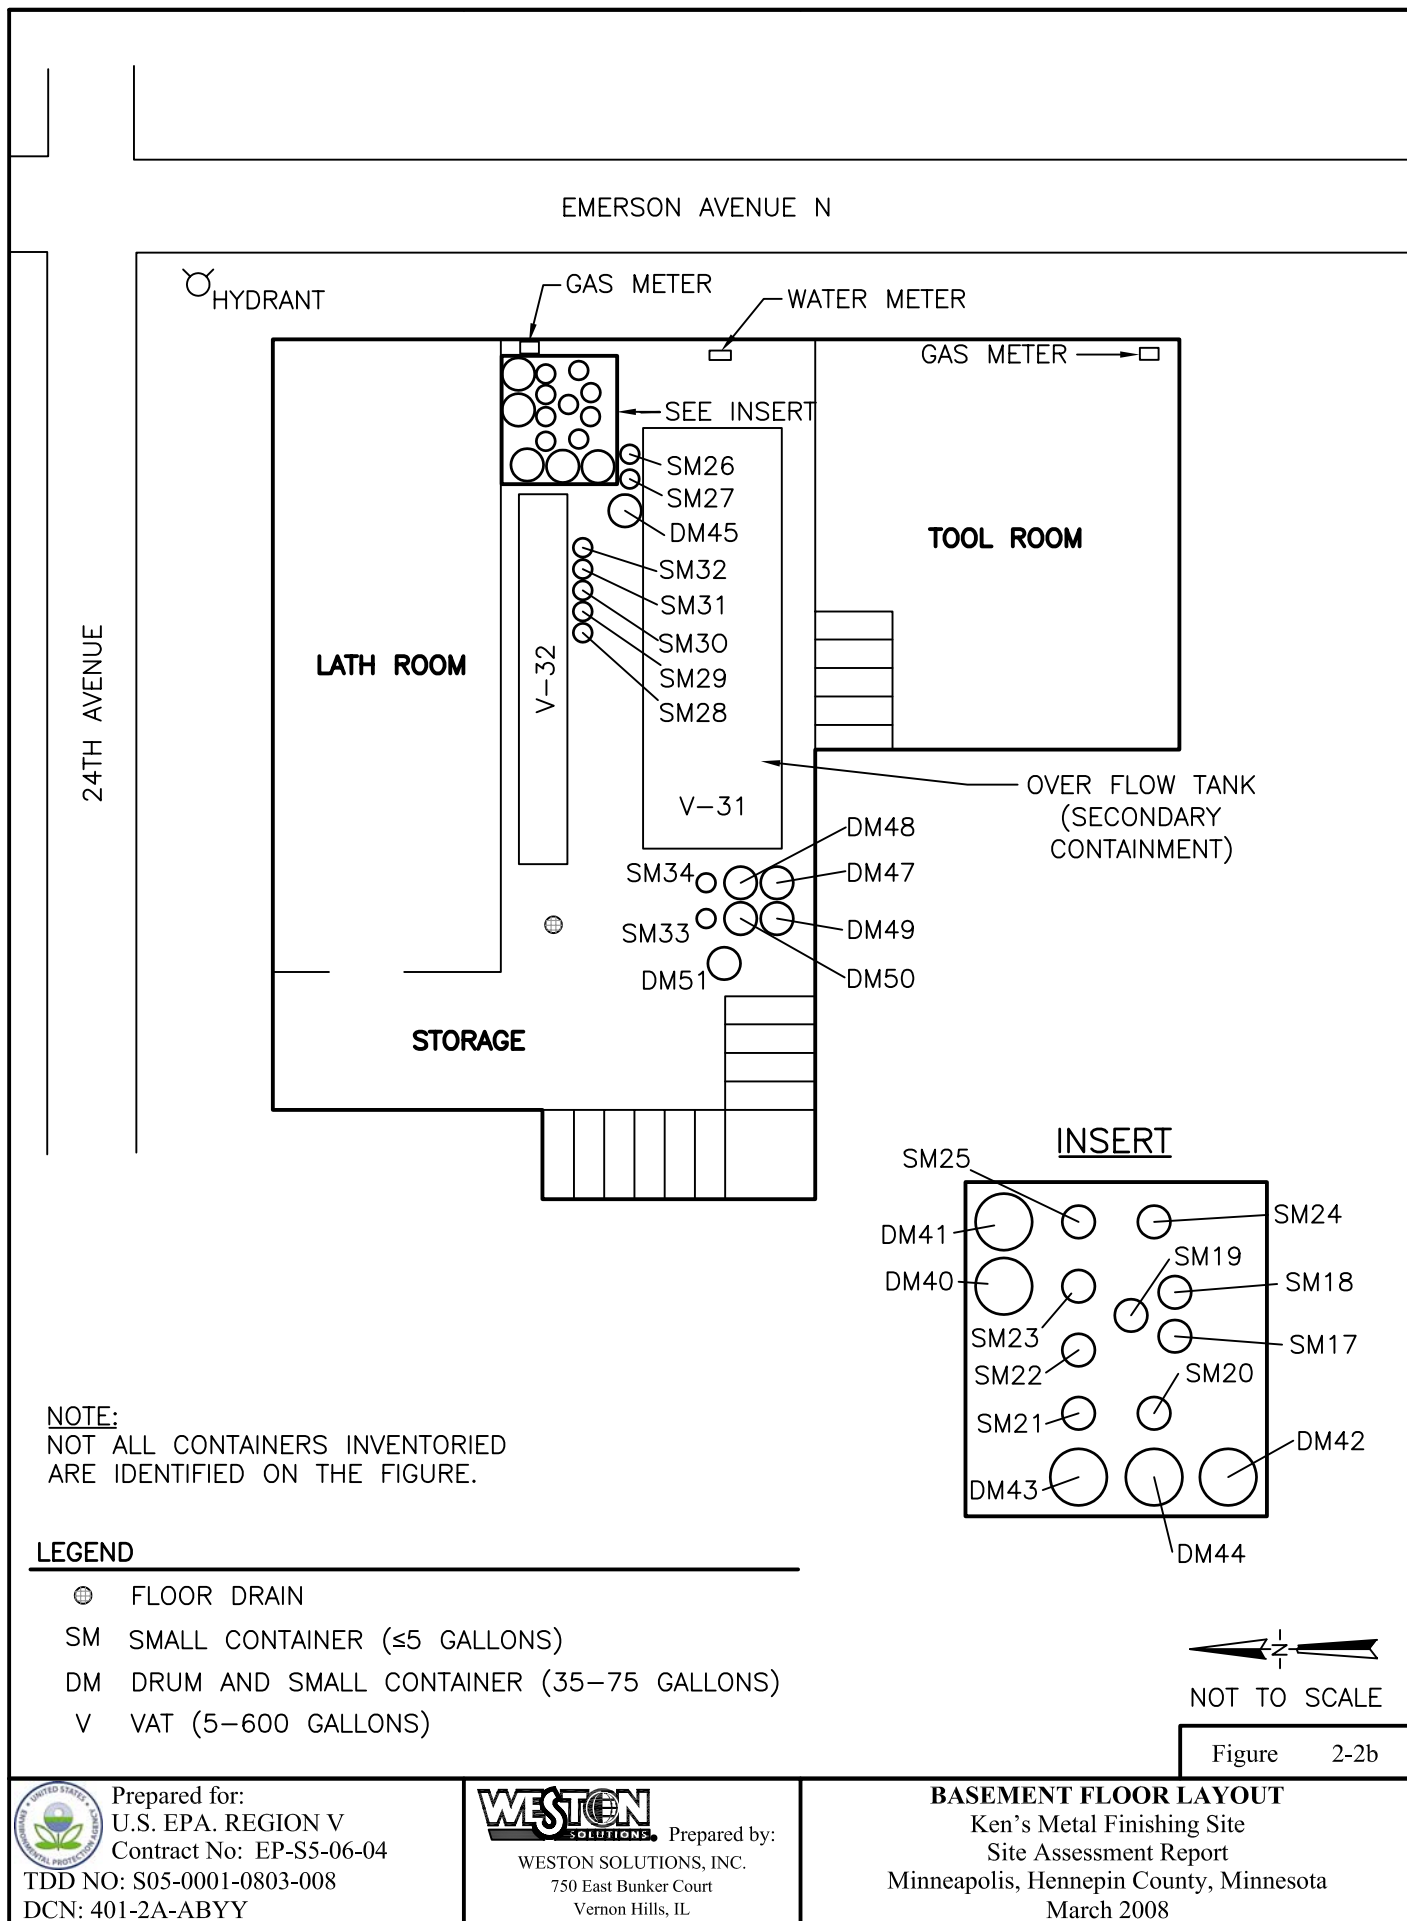 EMERSON AVENUE N
HYDRANT
GAS METER
WATER METER
GAS METER
SEE INSERT
SM26
SM27
DM45
SM32
SM31
SM30
SM29
SM28
TOOL ROOM
LATH ROOM
24TH AVENUE
V-32
V-31
OVER FLOW TANK
(SECONDARY
CONTAINMENT)
DM48
SM34
DM47
SM33
DM49
DM51
DM50
STORAGE
INSERT
SM25
SM24
DM41
SM19
DM40
SM18
SM23
SM17
SM22
SM20
SM21
DM42
DM43
DM44
NOTE:
NOT ALL CONTAINERS INVENTORIED
ARE IDENTIFIED ON THE FIGURE.
LEGEND
FLOOR DRAIN
SM SMALL CONTAINER (≤5 GALLONS)
DM DRUM AND SMALL CONTAINER (35-75 GALLONS)
V VAT (5-600 GALLONS)
N
NOT TO SCALE
Figure 2-2b
UNITED STATES
ENVIRONMENTAL PROTECTION AGENCY
Prepared for:
U.S. EPA. REGION V
Contract No: EP-S5-06-04
TDD NO: S05-0001-0803-008
DCN: 401-2A-ABYY
WESTON
SOLUTIONS
Prepared by:
WESTON SOLUTIONS, INC.
750 East Bunker Court
Vernon Hills, IL
BASEMENT FLOOR LAYOUT
Ken's Metal Finishing Site
Site Assessment Report
Minneapolis, Hennepin County, Minnesota
March 2008